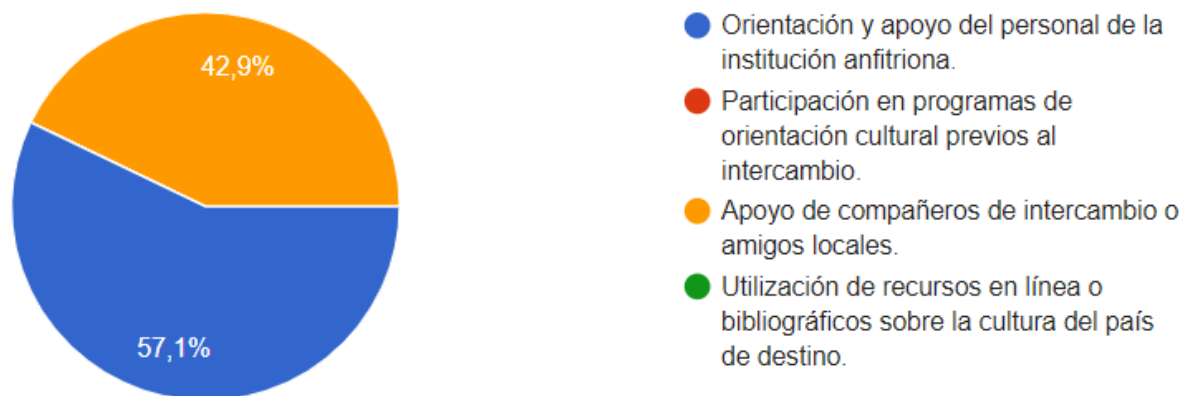 42,9%
57,1%
Orientación y apoyo del personal de la
institución anfitriona.
Participación en programas de
orientación cultural previos al
intercambio.
Apoyo de compañeros de intercambio o
amigos locales.
Utilización de recursos en línea o
bibliográficos sobre la cultura del país
de destino.